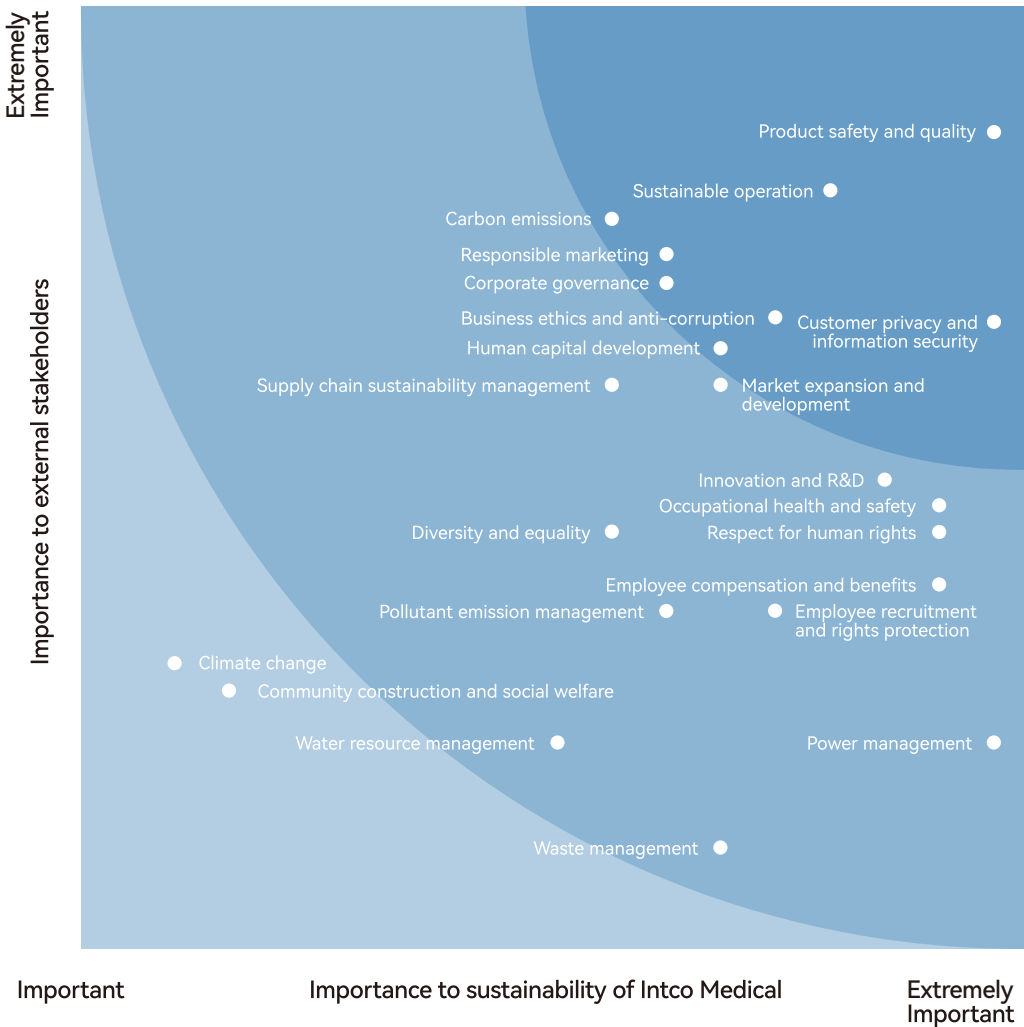 Extremely
Important
Importance to external stakeholders
Product safety and quality
Sustainable operation
Carbon emissions
Responsible marketing
Corporate governance
Business ethics and anti-corruption
Customer privacy and
information security
Human capital development
Supply chain sustainability management
Market expansion and
development
Innovation and R&D
Occupational health and safety
Diversity and equality
Respect for human rights
Employee compensation and benefits
Pollutant emission management
Employee recruitment
and rights protection
Climate change
Community construction and social welfare
Water resource management
Power management
Waste management
Important
Importance to sustainability of Intco Medical
Extremely
Important